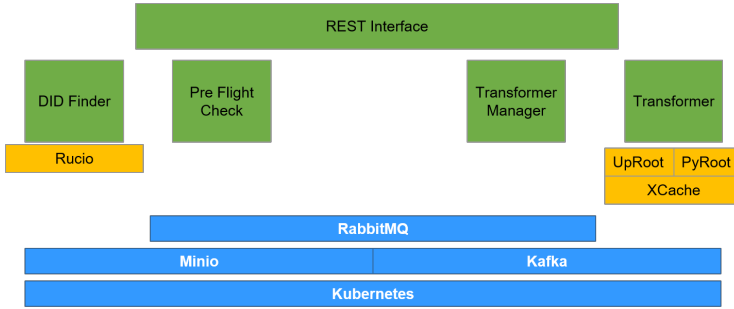 REST Interface
DID Finder
Pre Flight
Check
Transformer
Manager
Transformer
Rucio
UpRoot
PyRoot
XCache
RabbitMQ
Minio
Kafka
Kubernetes